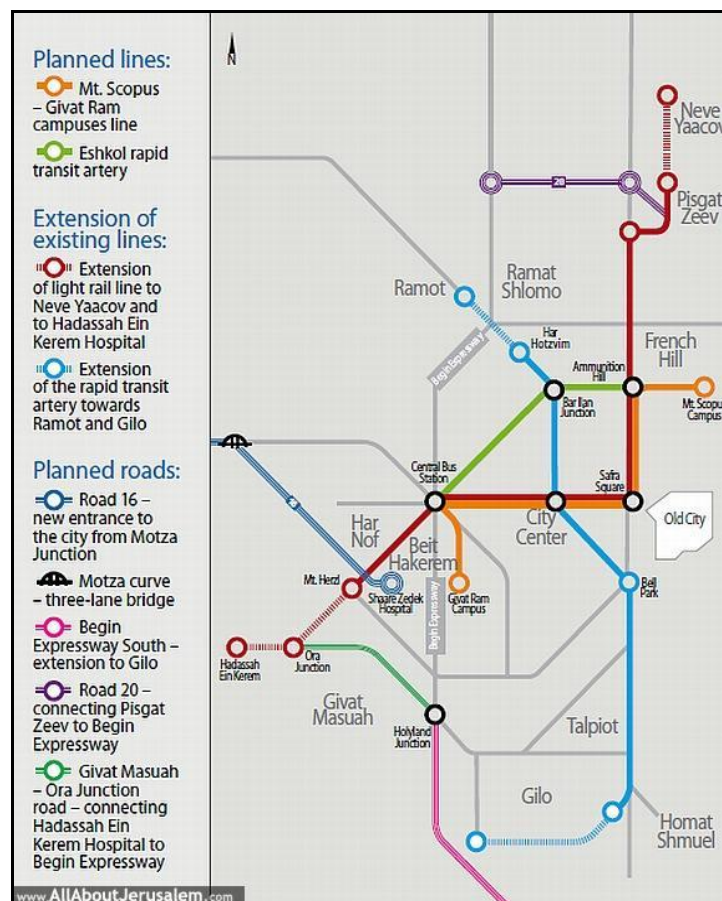 Planned lines:
Mt. Scopus
– Givat Ram
campuses line
Eshkol rapid
transit artery
Extension of
existing lines:
Extension
of light rail line to
Neve Yaacov and
to Hadassah Ein
Kerem Hospital
Extension
of the rapid transit
artery towards
Ramot and Gilo
Planned roads:
Road 16 –
new entrance to
the city from Motza
Junction
Motza curve
– three-lane bridge
Begin
Expressway South –
extension to Gilo
Road 20 –
connecting Pisgat
Zeev to Begin
Expressway
Givat Masuah
– Ora Junction
road – connecting
Hadassah Ein
Kerem Hospital to
Begin Expressway
www.AllAboutJerusalem.com
N
Neve
Yaacov
20
Pisgat
Zeev
Ramot
Ramat
Shlomo
Har
Hotzvim
Begin Expressway
French
Hill
Ammunition
Hill
Bar Ilan
Junction
Mt. Scopus
Campus
Central Bus
Station
Safra
Square
Old City
City
Center
Har
Nof
Beit
Hakerem
Mt. Herzl
Shaare Zedek
Hospital
Givat Ram
Campus
Bell
Park
Begin Expressway
Hadassah
Ein Kerem
Ora
Junction
Givat
Masuah
Holyland
Junction
Talpiot
Gilo
Homat
Shmuel